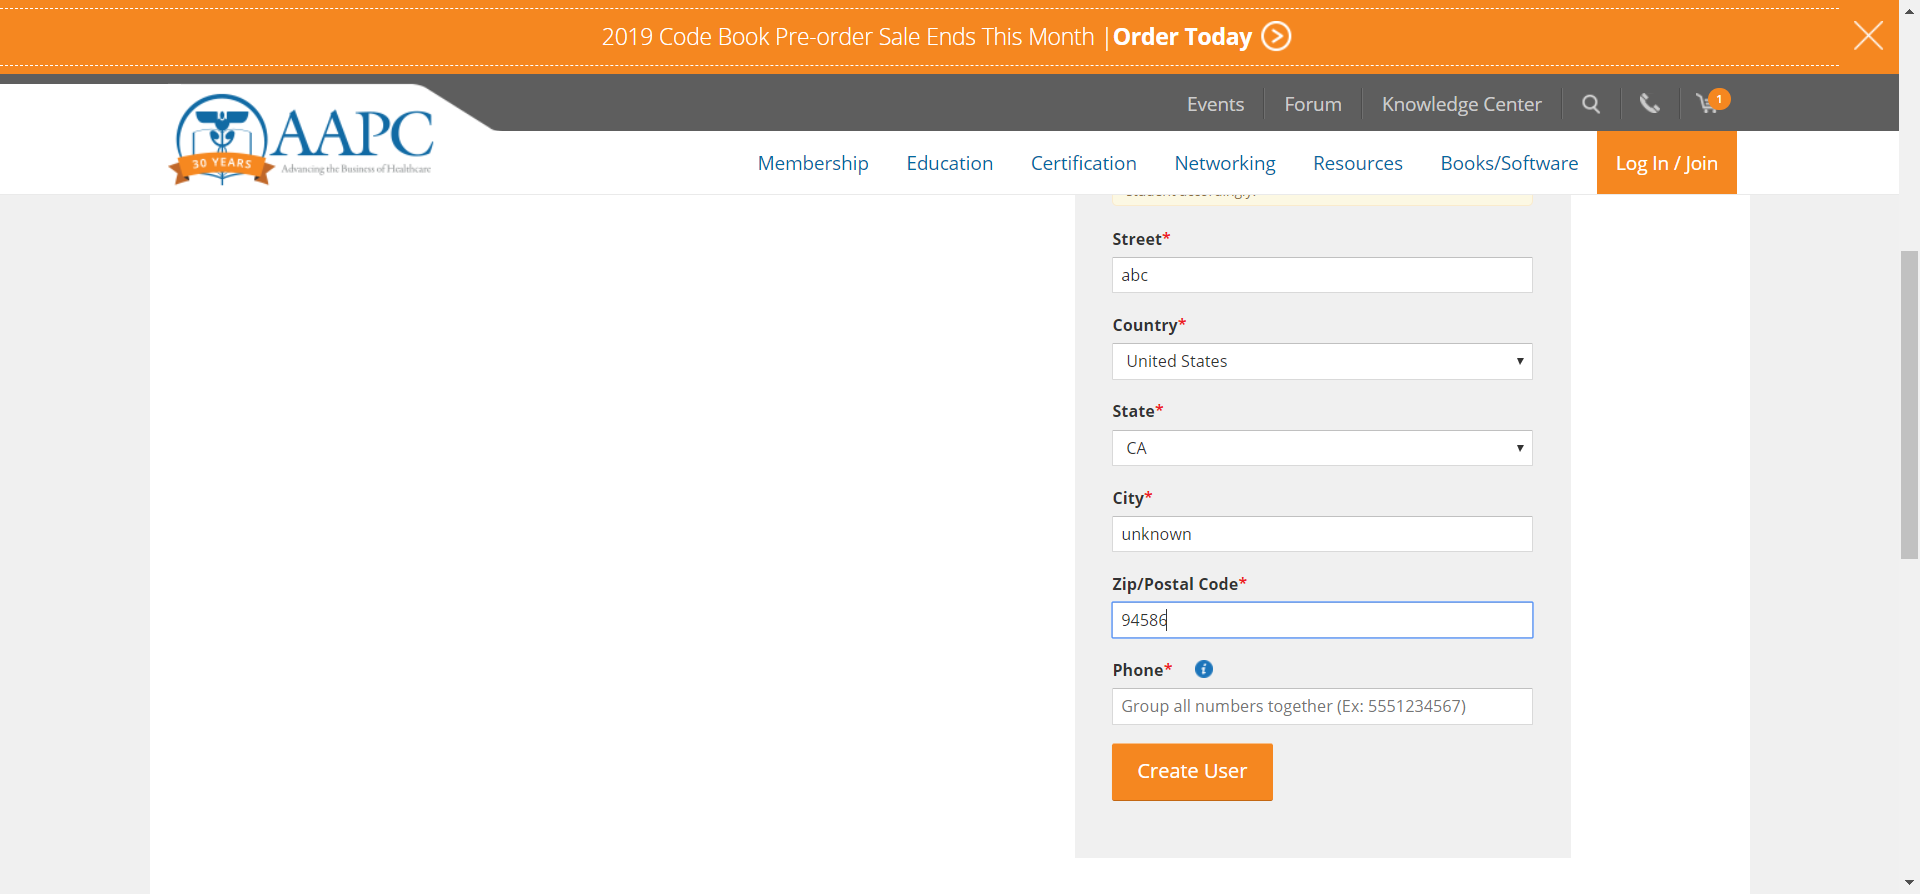 2019 Code Book Pre-order Sale Ends This Month | Order Today
Events
Forum
Knowledge Center
1
AAPC
30 YEARS
Advancing the Business of Healthcare
Membership
Education
Certification
Networking
Resources
Books/Software
Log In / Join
Street*
abc
Country*
United States
State*
CA
City*
unknown
Zip/Postal Code*
94586
Phone*
Group all numbers together (Ex: 5551234567)
Create User